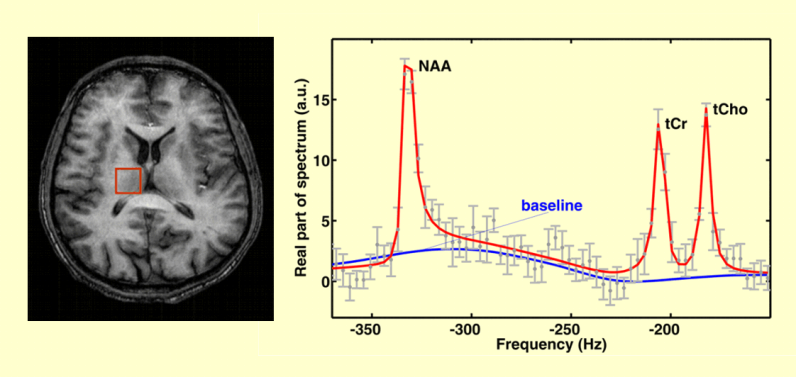 NAA
tCr
tCho
baseline
Real part of spectrum (a.u.)
15
10
5
0
-350
-300
-250
-200
Frequency (Hz)